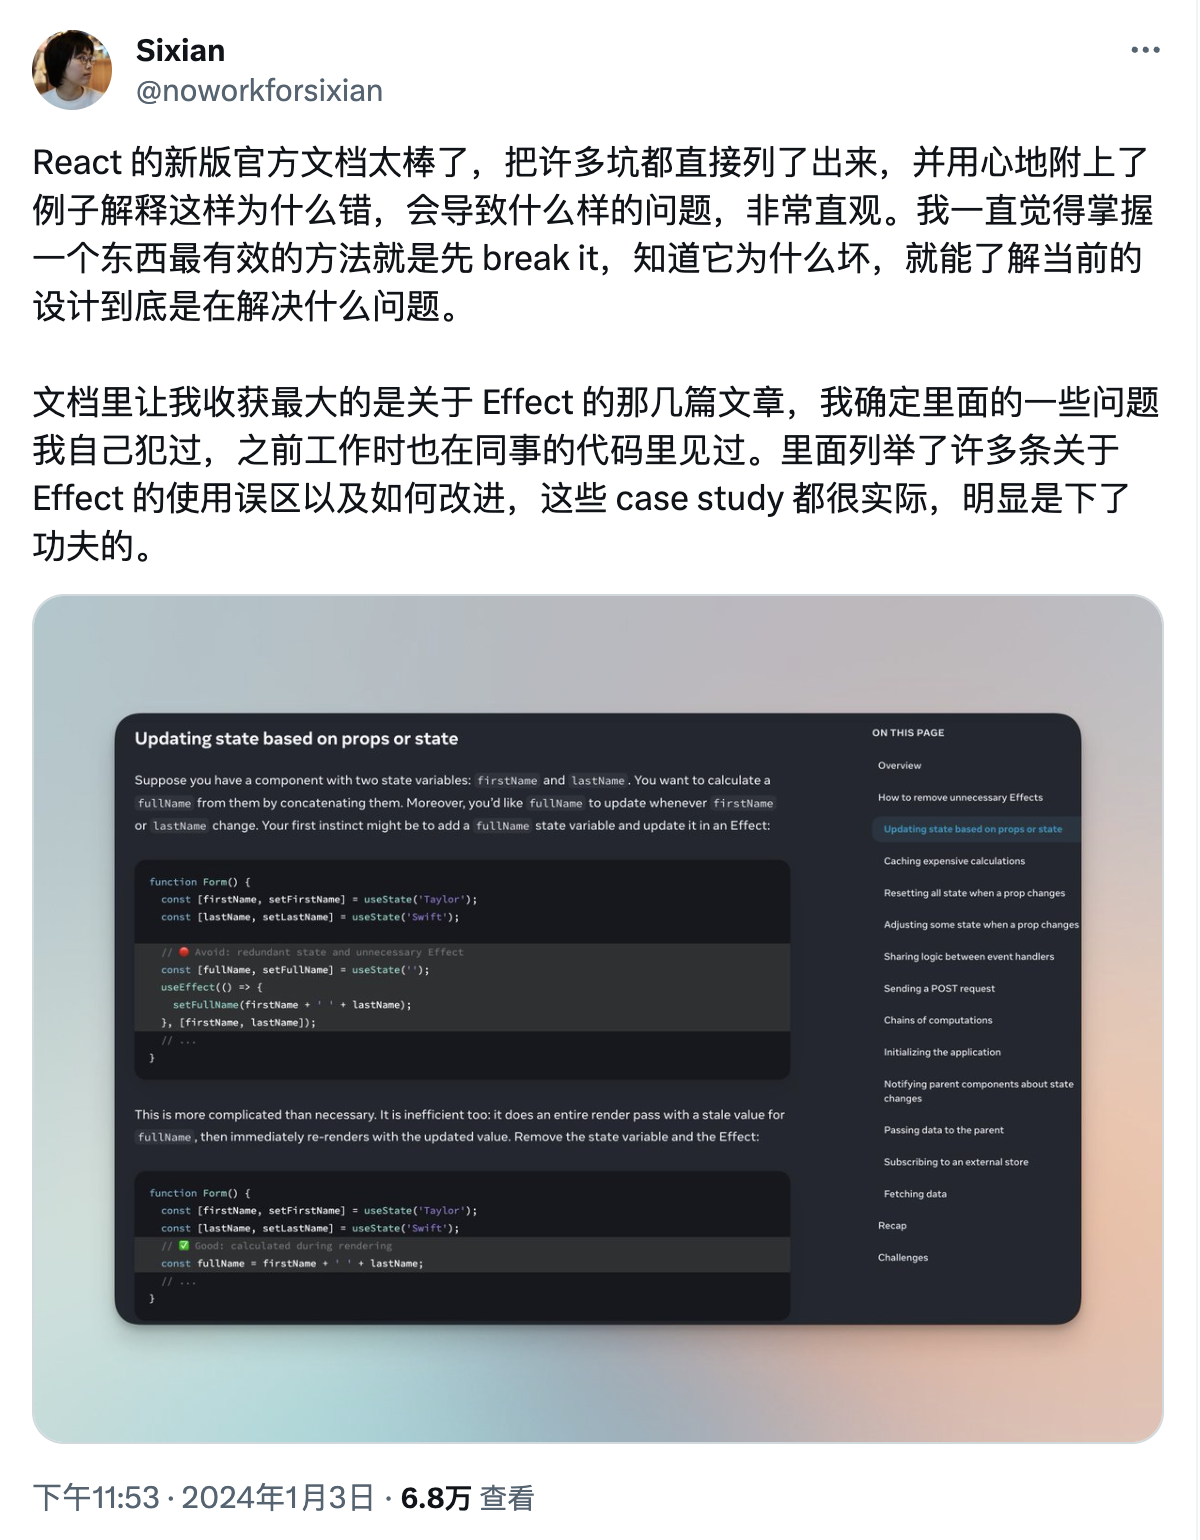 Sixian
@noworkforsixian
React 的新版官方文档太棒了，把许多坑都直接列了出来，并用心地附上了
例子解释这样为什么错，会导致什么样的问题，非常直观。我一直觉得掌握
一个东西最有效的方法就是先 break it，知道它为什么坏，就能了解当前的
设计到底是在解决什么问题。
文档里让我收获最大的是关于 Effect 的那几篇文章，我确定里面的一些问题
我自己犯过，之前工作时也在同事的代码里见过。里面列举了许多条关于
Effect 的使用误区以及如何改进，这些 case study 都很实际，明显是下了
功夫的。
Updating state based on props or state
Suppose you have a component with two state variables: firstName and lastName. You want to calculate a
fullName from them by concatenating them. Moreover, you'd like fullName to update whenever firstName
or lastName change. Your first instinct might be to add a fullName state variable and update it in an Effect:
function Form() {
  const [firstName, setFirstName] = useState('Taylor');
  const [lastName, setLastName] = useState('Swift');
  // 🔴 Avoid: redundant state and unnecessary Effect
  const [fullName, setFullName] = useState('');
  useEffect(() => {
    setFullName(firstName + ' ' + lastName);
  }, [firstName, lastName]);
  // ...
}
This is more complicated than necessary. It is inefficient too: it does an entire render pass with a stale value for
fullName, then immediately re-renders with the updated value. Remove the state variable and the Effect:
function Form() {
  const [firstName, setFirstName] = useState('Taylor');
  const [lastName, setLastName] = useState('Swift');
  // ✅ Good: calculated during rendering
  const fullName = firstName + ' ' + lastName;
  // ...
}
ON THIS PAGE
Overview
How to remove unnecessary Effects
Updating state based on props or state
Caching expensive calculations
Resetting all state when a prop changes
Adjusting some state when a prop changes
Sharing logic between event handlers
Sending a POST request
Chains of computations
Initializing the application
Notifying parent components about state
changes
Passing data to the parent
Subscribing to an external store
Fetching data
Recap
Challenges
下午11:53 · 2024年1月3日 · 6.8万 查看